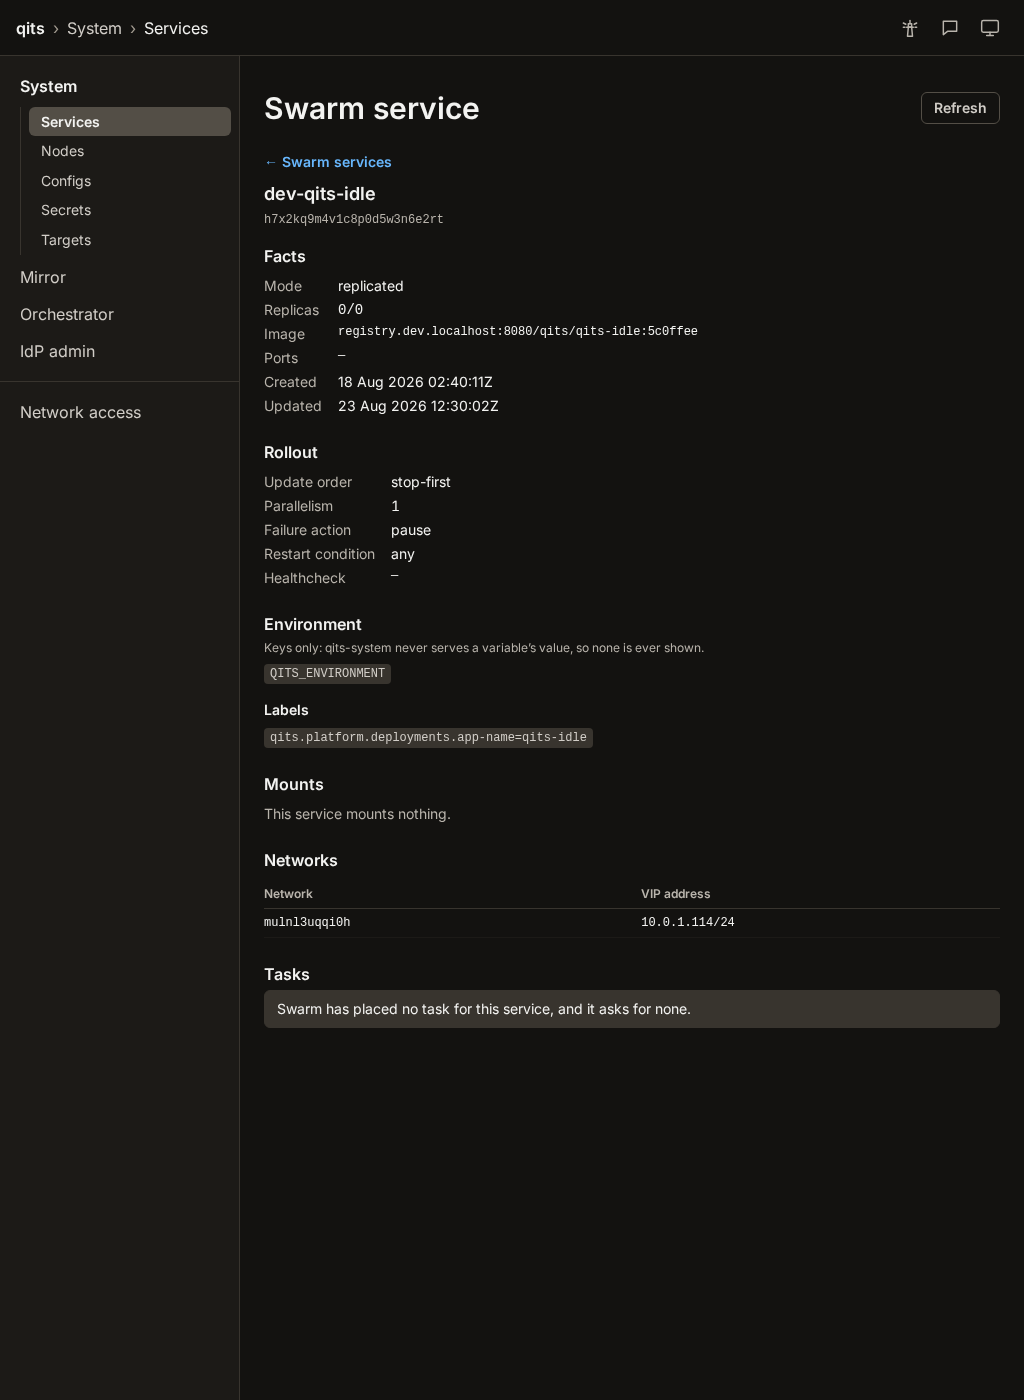 qits › System › Services
System
Services
Nodes
Configs
Secrets
Targets
Mirror
Orchestrator
IdP admin
Network access
Swarm service
Refresh
← Swarm services
dev-qits-idle
h7x2kq9m4v1c8p0d5w3n6e2rt
Facts
Mode replicated
Replicas 0/0
Image registry.dev.localhost:8080/qits/qits-idle:5c0ffee
Ports —
Created 18 Aug 2026 02:40:11Z
Updated 23 Aug 2026 12:30:02Z
Rollout
Update order stop-first
Parallelism 1
Failure action pause
Restart condition any
Healthcheck —
Environment
Keys only: qits-system never serves a variable’s value, so none is ever shown.
QITS_ENVIRONMENT
Labels
qits.platform.deployments.app-name=qits-idle
Mounts
This service mounts nothing.
Networks
Network VIP address
mulnl3uqqi0h 10.0.1.114/24
Tasks
Swarm has placed no task for this service, and it asks for none.